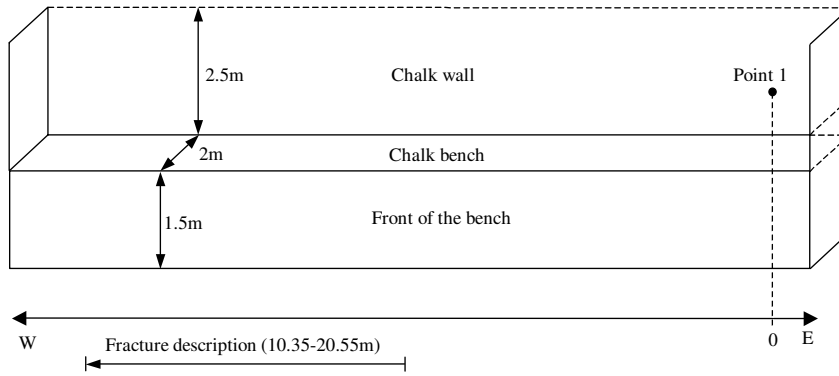 2.5m
Chalk wall
Point 1
2m
Chalk bench
1.5m
Front of the bench
W
0
E
Fracture description (10.35-20.55m)